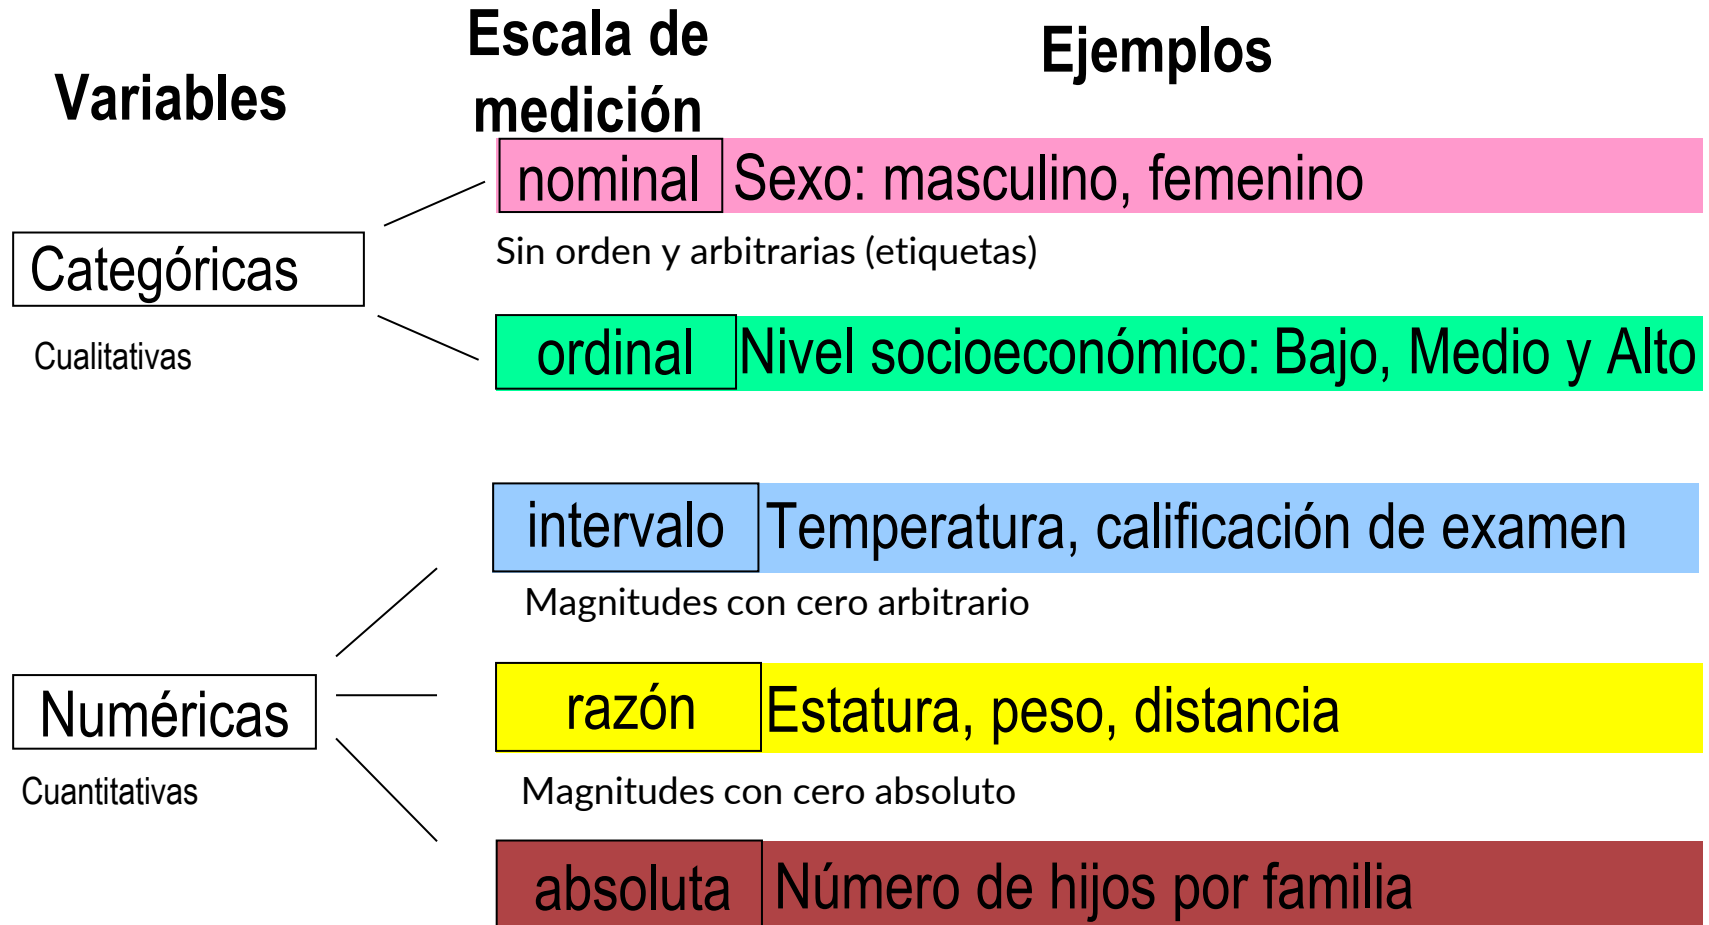 Variables
Escala de
medición
Ejemplos
Categóricas
Cualitativas
nominal
Sexo: masculino, femenino
Sin orden y arbitrarias (etiquetas)
ordinal
Nivel socioeconómico: Bajo, Medio y Alto
Numéricas
Cuantitativas
intervalo
Temperatura, calificación de examen
Magnitudes con cero arbitrario
razón
Estatura, peso, distancia
Magnitudes con cero absoluto
absoluta
Número de hijos por familia